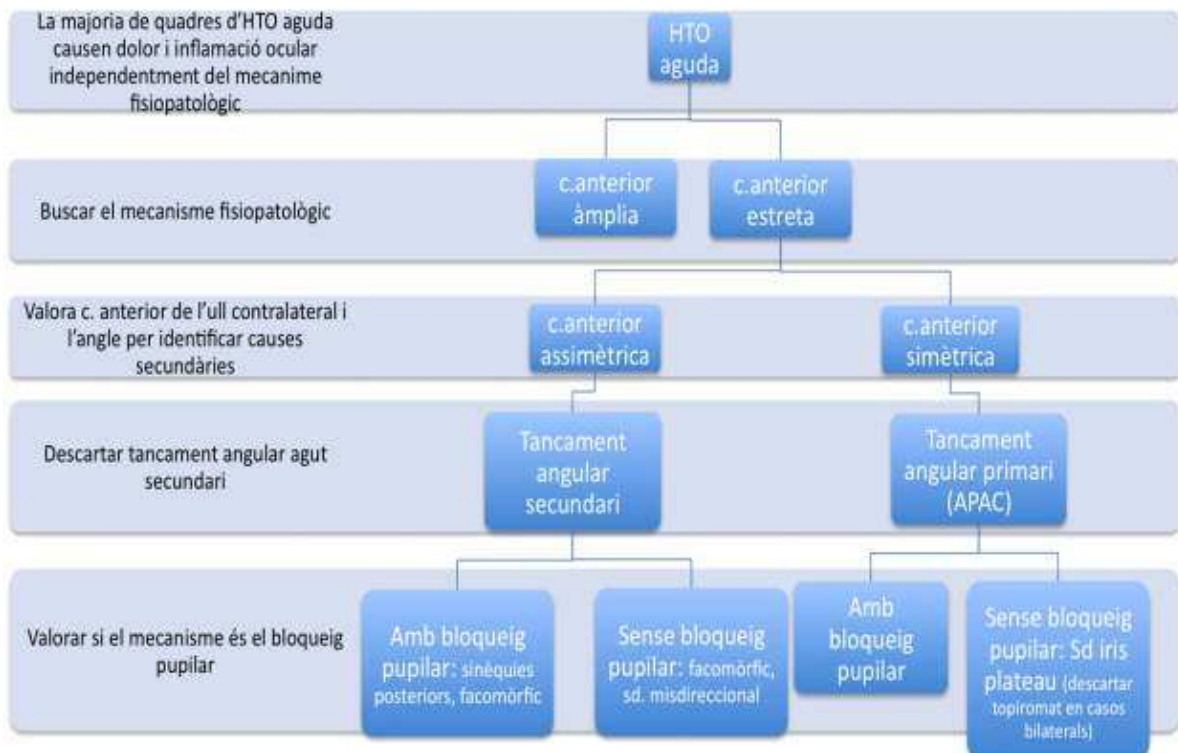 La majoria de quadres d'HTO aguda
causen dolor i inflamació ocular
independentment del mecanime
fisiopatològic
HTO
aguda
Buscar el mecanisme fisiopatològic
c.anterior
àmplia
c.anterior
estreta
Valora c. anterior de l'ull contralateral i
l'angle per identificar causes
secundàries
c.anterior
assimètrica
c.anterior
simètrica
Descartar tancament angular agut
secundari
Tancament
angular
secundari
Tancament
angular primari
(APAC)
Valorar si el mecanisme és el bloqueig
pupilar
Amb bloqueig
pupilar: sinèquies
posteriors, facomòrfic
Sense bloqueig
pupilar: facomòrfic,
sd. misdireccional
Amb
bloqueig
pupilar
Sense bloqueig
pupilar: Sd iris
plateau (descartar
topiromat en casos
bilaterals)